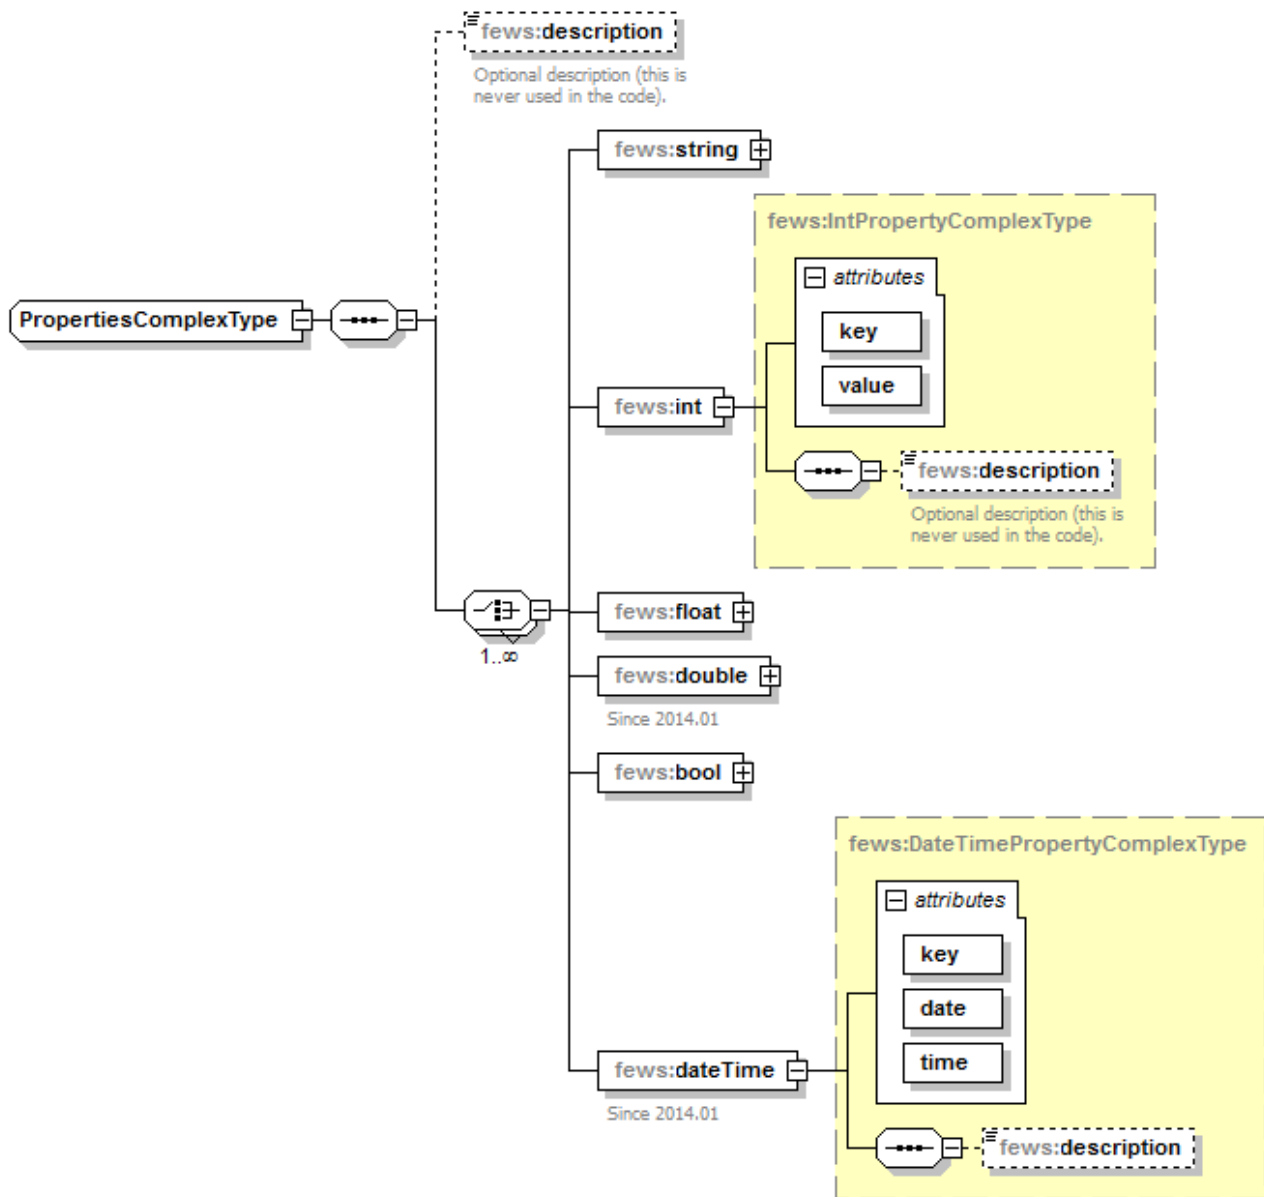 fews:description
Optional description (this is
never used in the code).
fews:string
fews:IntPropertyComplexType
attributes
key
value
PropertiesComplexType
fews:int
fews:description
Optional description (this is
never used in the code).
fews:float
1..∞
fews:double
Since 2014.01
fews:bool
fews:DateTimePropertyComplexType
attributes
key
date
time
fews:dateTime
Since 2014.01
fews:description